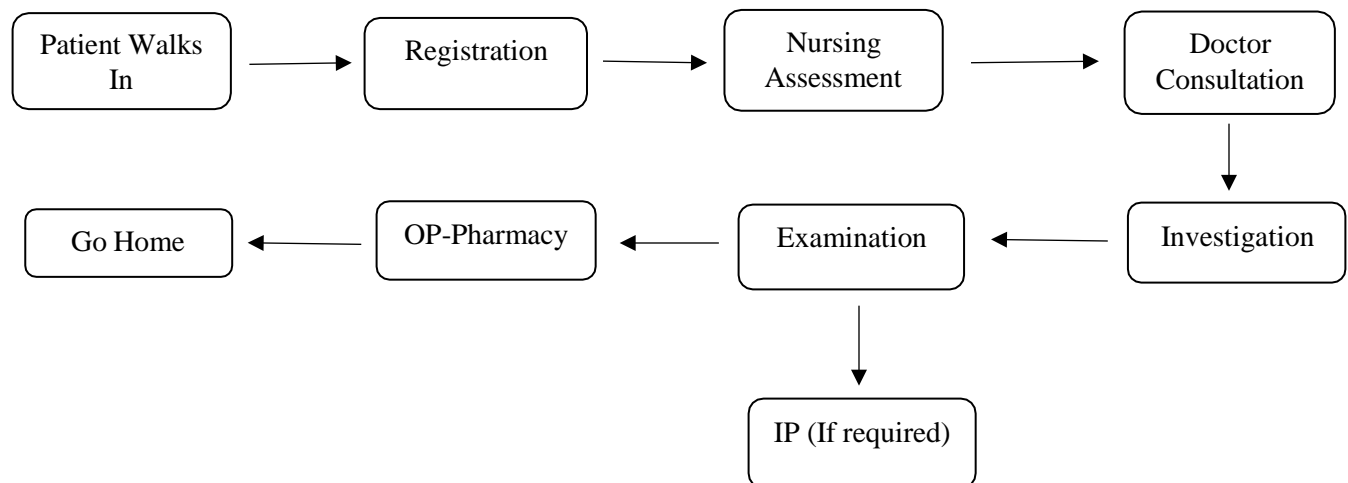 Patient Walks
In
Registration
Nursing
Assessment
Doctor
Consultation
Go Home
OP-Pharmacy
Examination
Investigation
IP (If required)